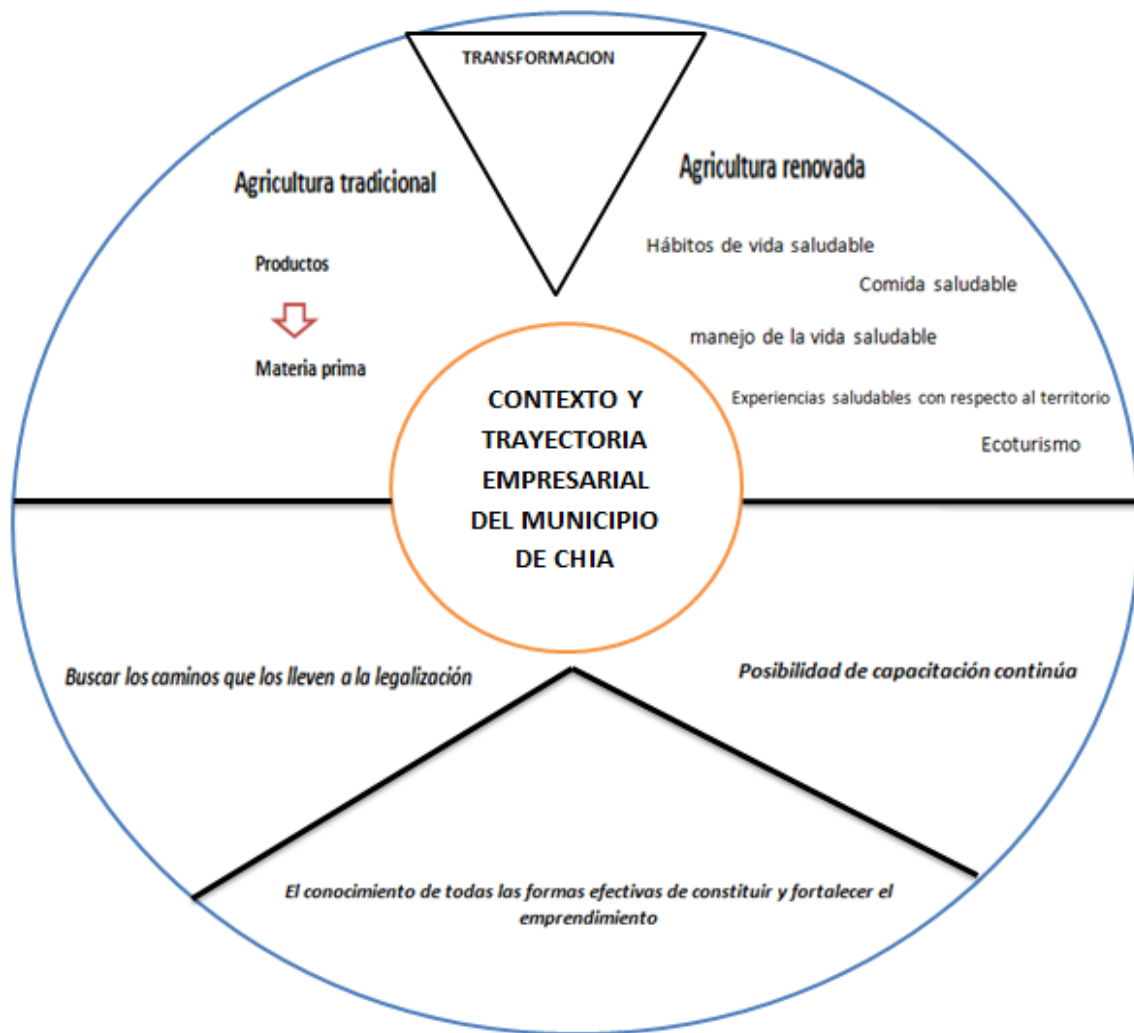 TRANSFORMACION
Agricultura tradicional
Productos
Materia prima
Agricultura renovada
Hábitos de vida saludable
Comida saludable
manejo de la vida saludable
Experiencias saludables con respecto al territorio
Ecoturismo
CONTEXTO Y
TRAYECTORIA
EMPRESARIAL
DEL MUNICIPIO
DE CHIA
Buscar los caminos que los lleven a la legalización
Posibilidad de capacitación continúa
El conocimiento de todas las formas efectivas de constituir y fortalecer el
emprendimiento